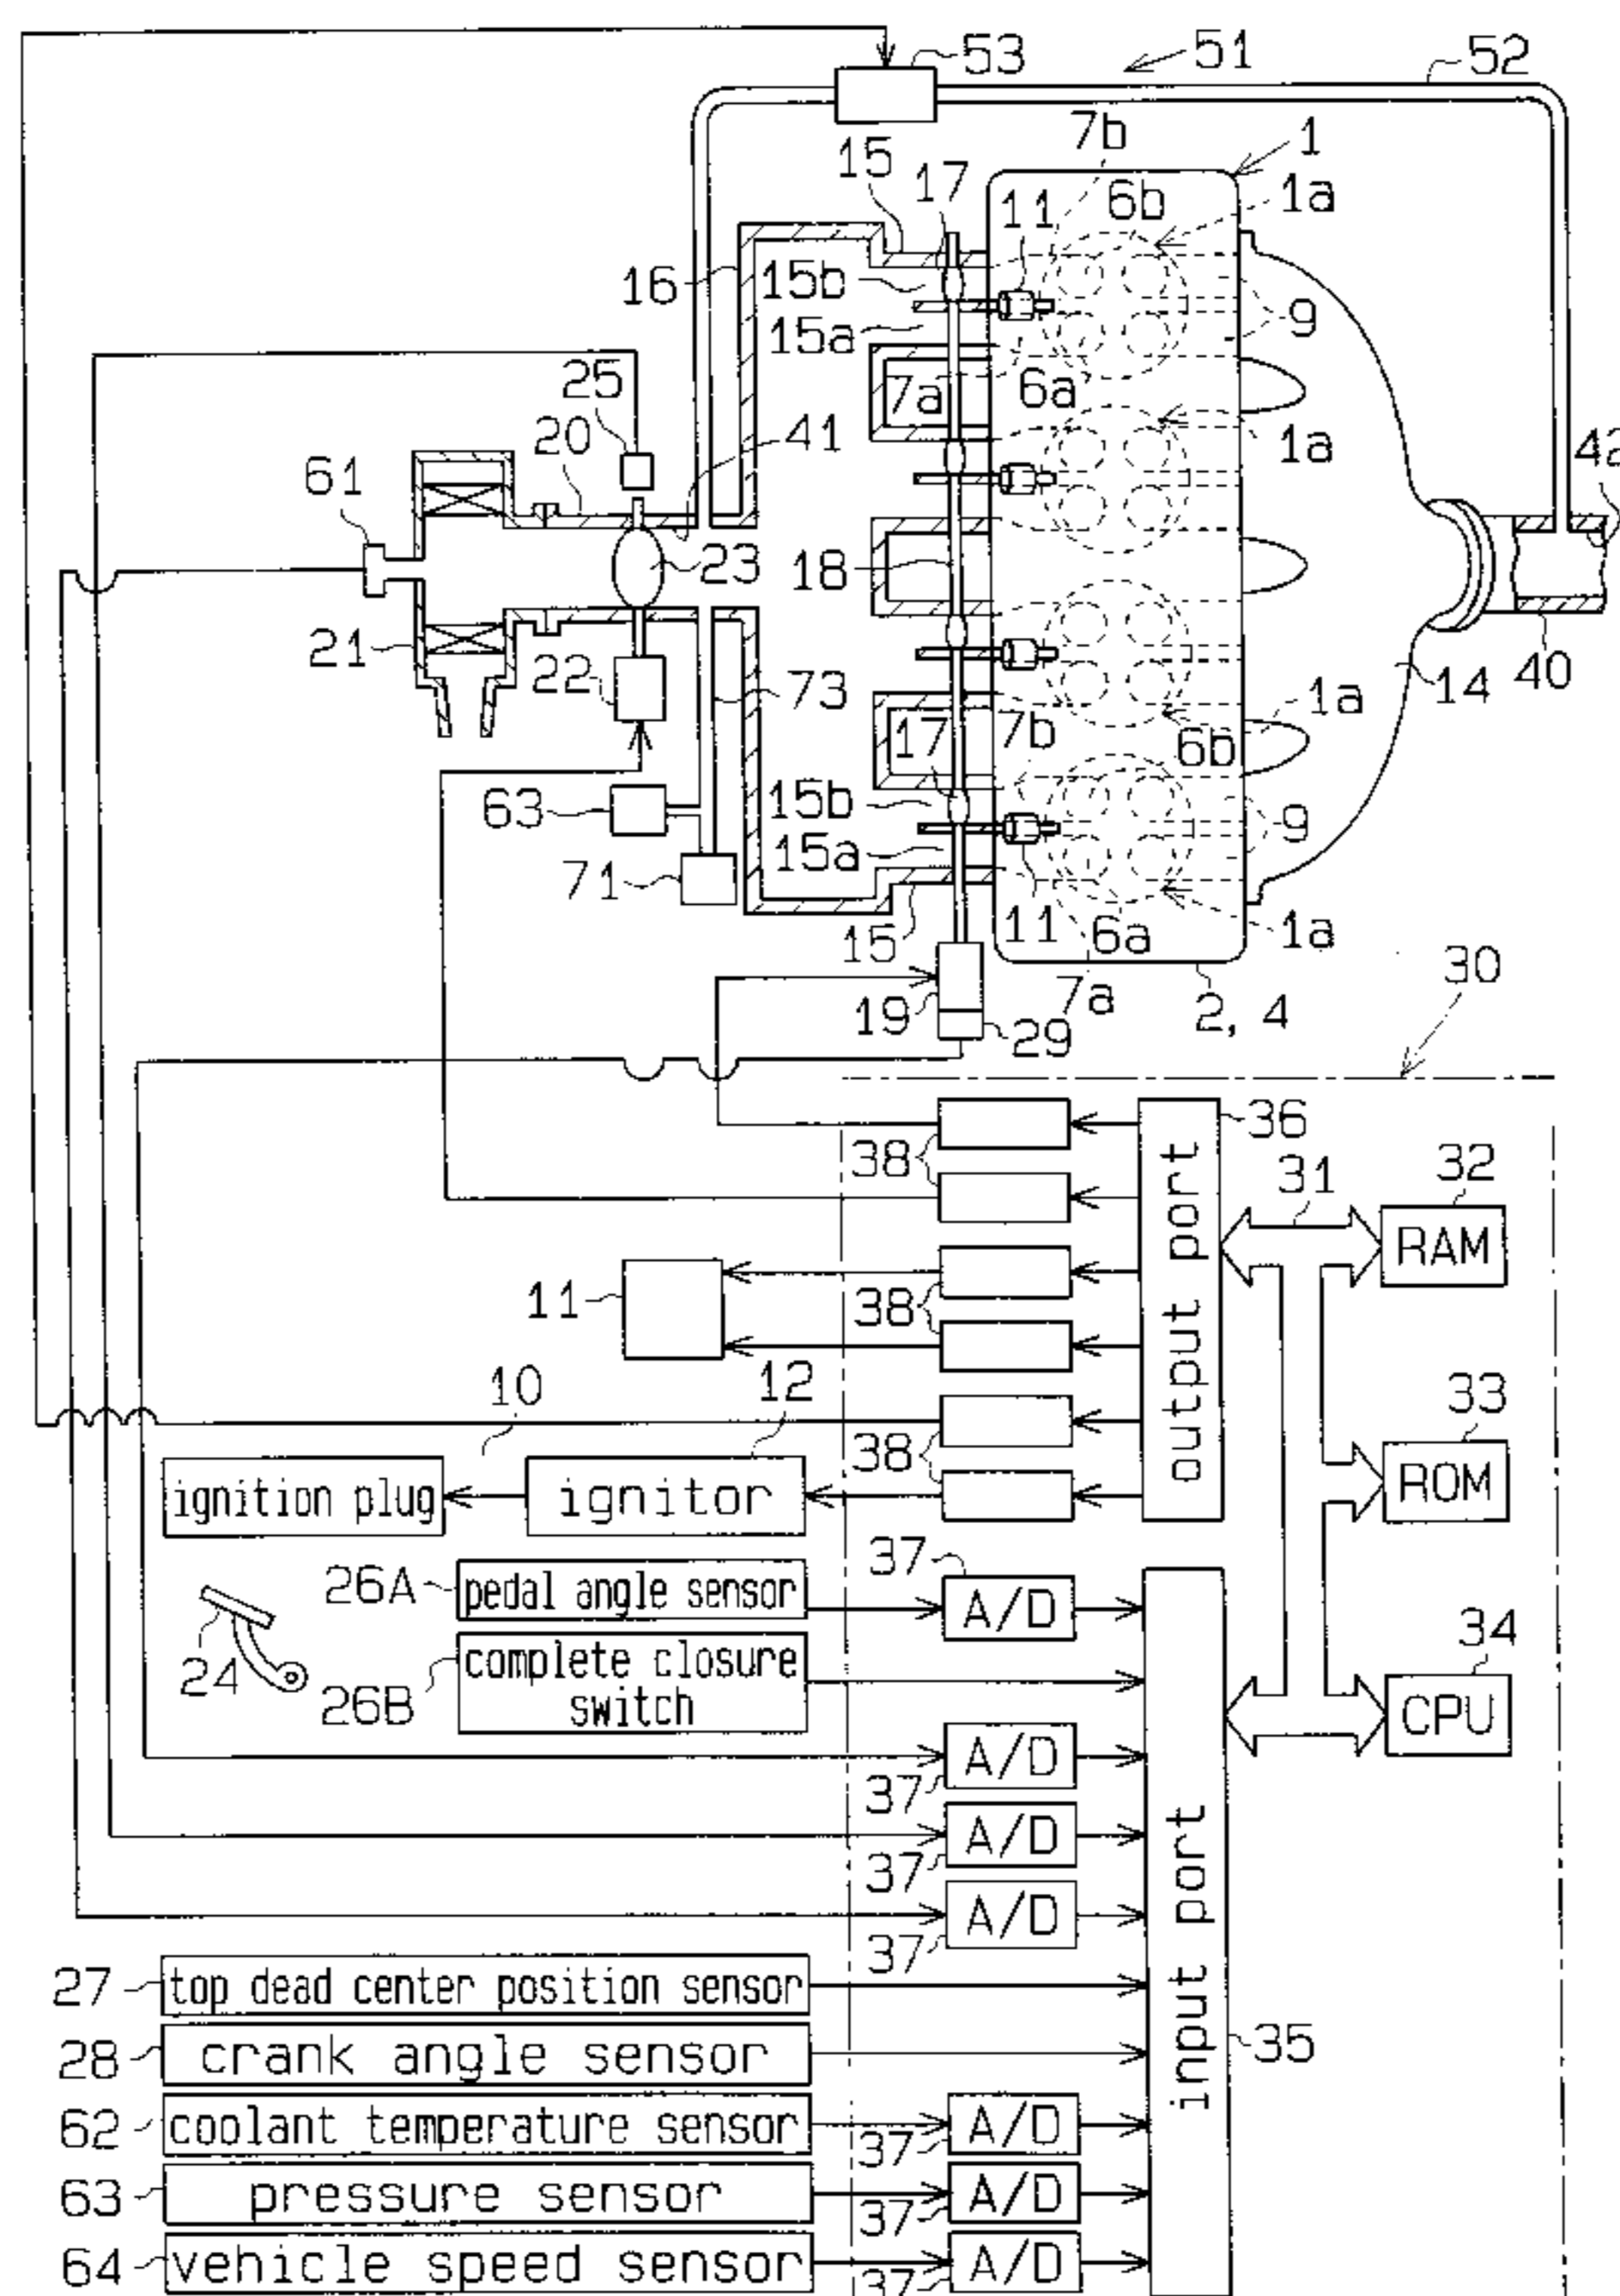 53
51
52
7b
1
15
17
11
6b
1a
16
15b
15a
9
25
7a
6a
20
41
1a
42
61
23
18
21
22
73
17
7b
1a
6b
14
40
63
15b
9
15a
71
11
15
6a
1a
30
19
7a
29
2, 4
36
38
31
32
RAM
output port
11
38
10
12
33
ROM
38
ignition plug
ignitor
37
26A
pedal angle sensor
A/D
34
24
complete closure
switch
26B
CPU
A/D
37
A/D
37
A/D
37
input port
27
top dead center position sensor
28
crank angle sensor
35
62
coolant temperature sensor
A/D
37
63
pressure sensor
A/D
37
64
vehicle speed sensor
A/D
37